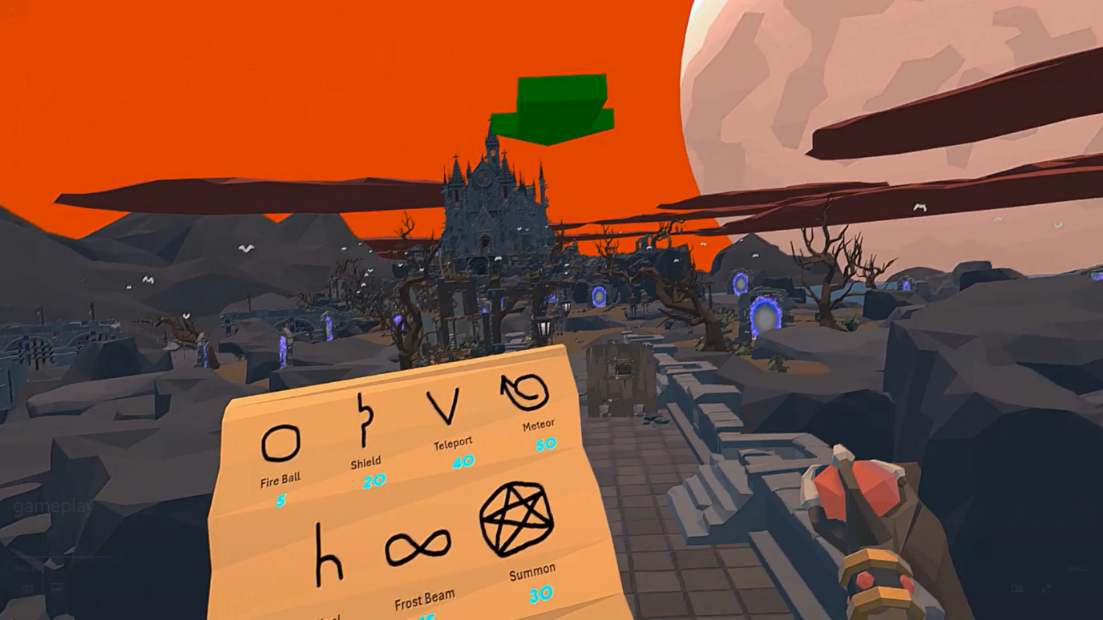 Fire Ball
5
Shield
20
Teleport
40
Meteor
50
Frost Beam
Summon
30
gameplay